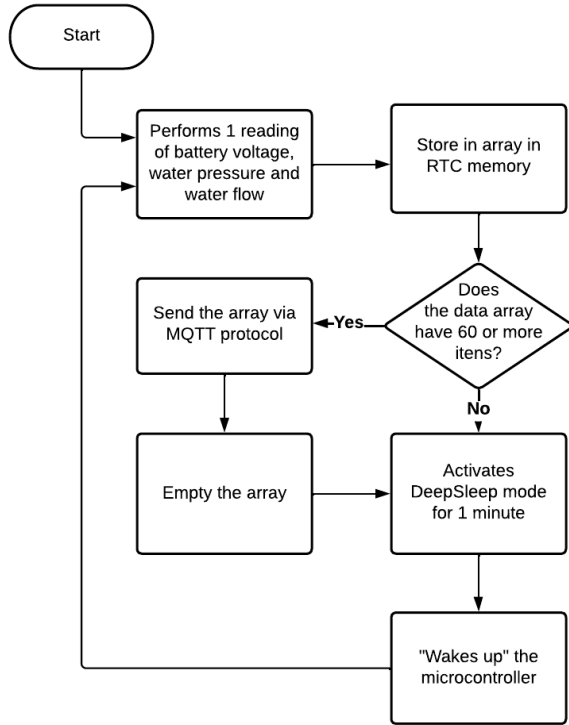 Start
Performs 1 reading
of battery voltage,
water pressure and
water flow
Store in array in
RTC memory
Does
the data array
have 60 or more
itens?
Yes
Send the array via
MQTT protocol
No
Empty the array
Activates
DeepSleep mode
for 1 minute
"Wakes up" the
microcontroller